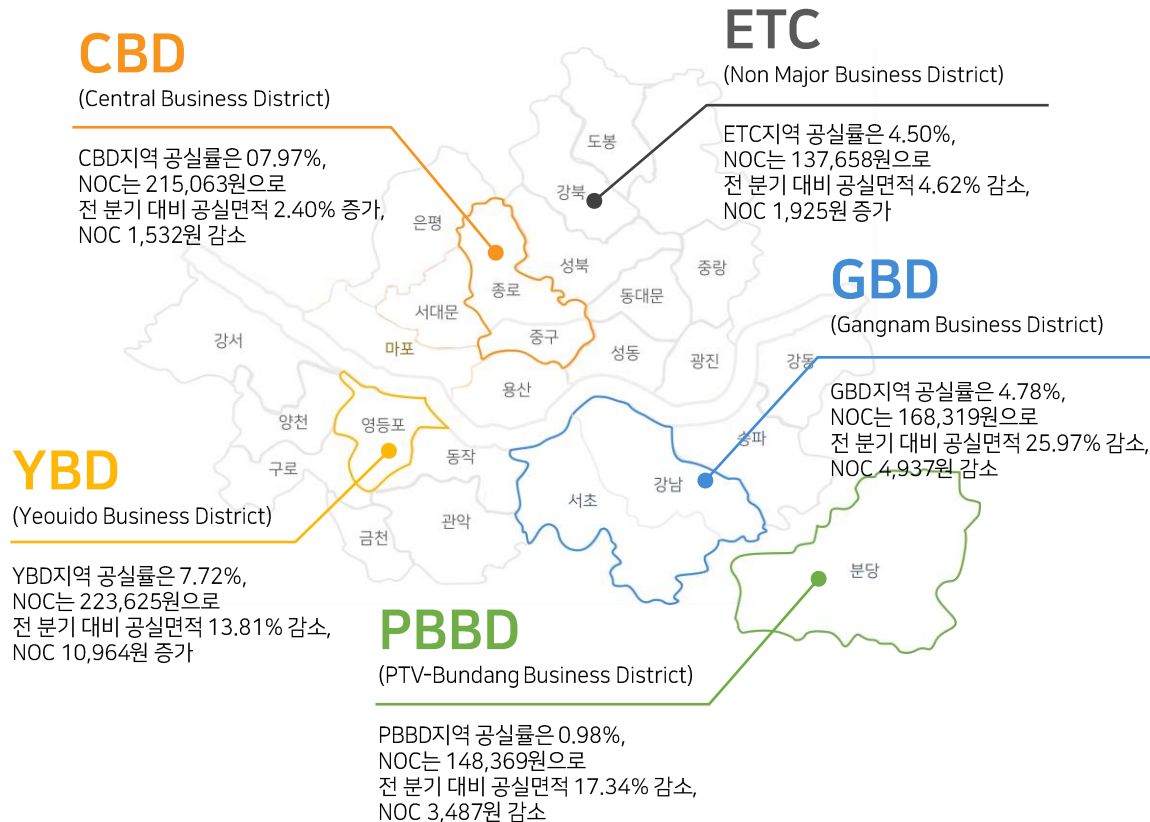 CBD
(Central Business District)
CBD지역 공실률은 07.97%,
NOC는 215,063원으로
전 분기 대비 공실면적 2.40% 증가,
NOC 1,532원 감소
ETC
(Non Major Business District)
ETC지역 공실률은 4.50%,
NOC는 137,658원으로
전 분기 대비 공실면적 4.62% 감소,
NOC 1,925원 증가
GBD
(Gangnam Business District)
GBD지역 공실률은 4.78%,
NOC는 168,319원으로
전 분기 대비 공실면적 25.97% 감소,
NOC 4,937원 감소
YBD
(Yeouido Business District)
YBD지역 공실률은 7.72%,
NOC는 223,625원으로
전 분기 대비 공실면적 13.81% 감소,
NOC 10,964원 증가
PBBD
(PTV-Bundang Business District)
PBBD지역 공실률은 0.98%,
NOC는 148,369원으로
전 분기 대비 공실면적 17.34% 감소,
NOC 3,487원 감소
도봉
강북
은평
성북
중랑
종로
동대문
서대문
중구
강서
마포
성동
광진
강동
용산
양천
영등포
송파
동작
구로
강남
서초
관악
금천
분당